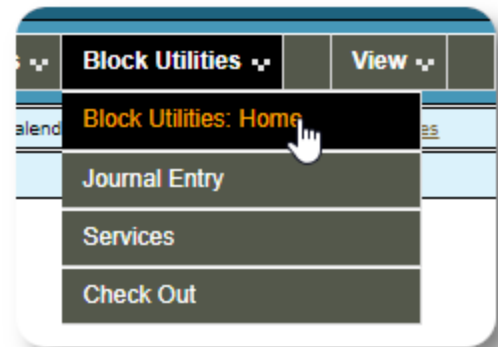 Block Utilities View
Block Utilities: Home
Journal Entry
Services
Check Out